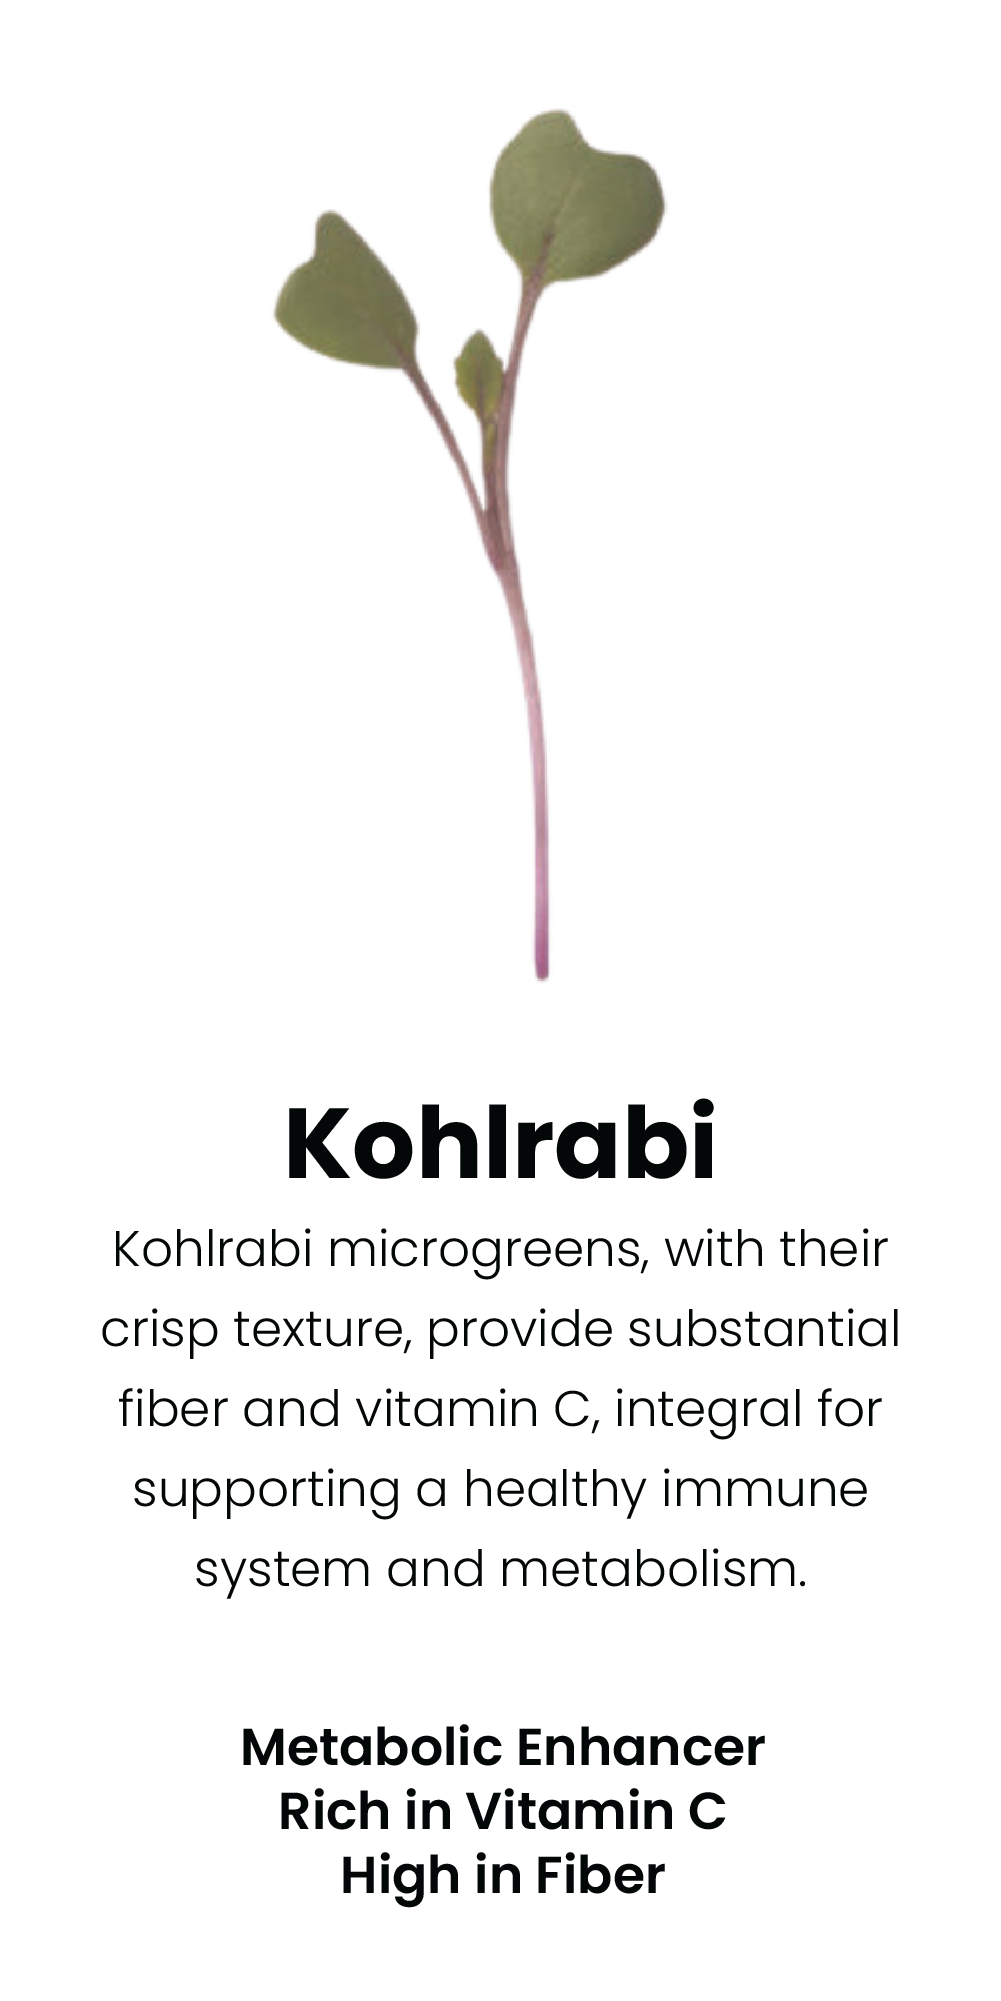 Kohlrabi
Kohlrabi microgreens, with their
crisp texture, provide substantial
fiber and vitamin C, integral for
supporting a healthy immune
system and metabolism.
Metabolic Enhancer
Rich in Vitamin C
High in Fiber